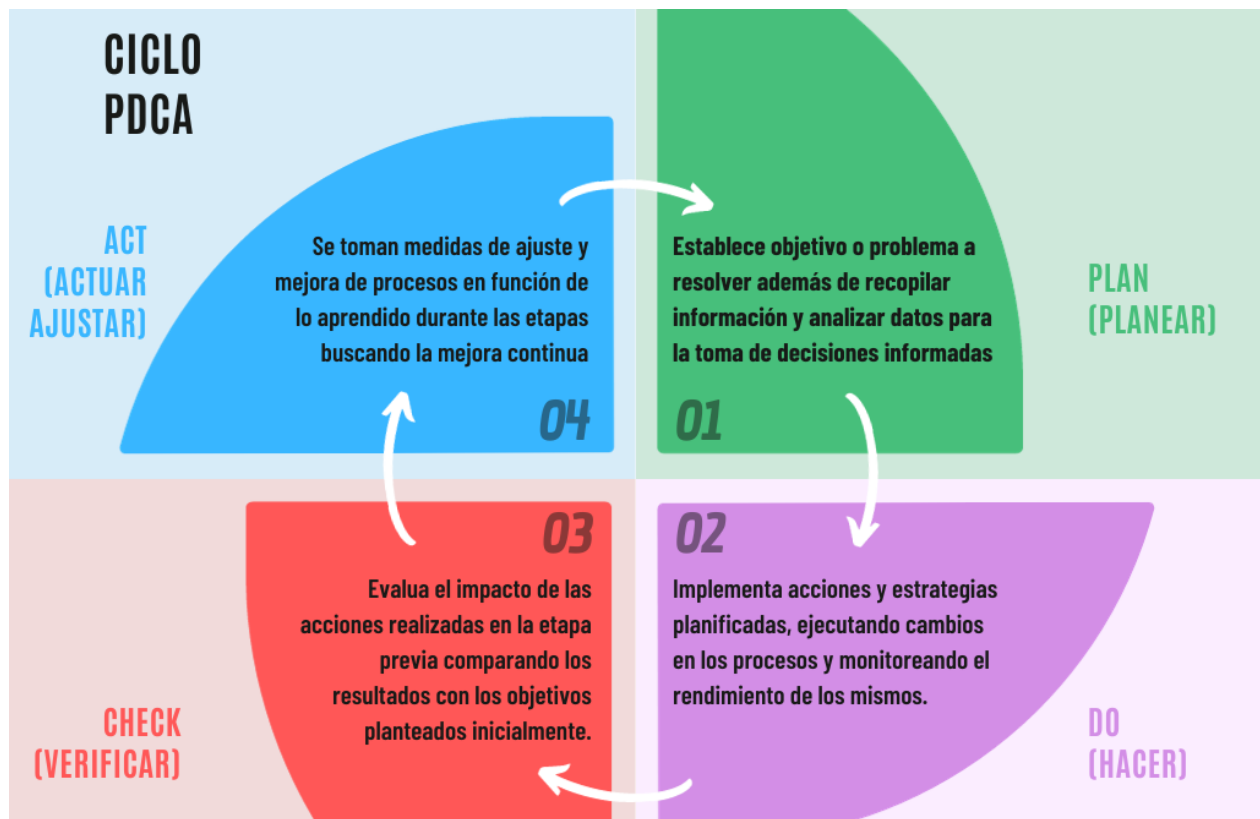 CICLO
PDCA
ACT
(ACTUAR
AJUSTAR)
Se toman medidas de ajuste y
mejora de procesos en función de
lo aprendido durante las etapas
buscando la mejora continua
04
Establece objetivo o problema a
resolver además de recopilar
información y analizar datos para
la toma de decisiones informadas
01
PLAN
(PLANEAR)
03
Evalua el impacto de las
acciones realizadas en la etapa
previa comparando los
resultados con los objetivos
planteados inicialmente.
CHECK
(VERIFICAR)
02
Implementa acciones y estrategias
planificadas, ejecutando cambios
en los procesos y monitoreando el
rendimiento de los mismos.
DO
(HACER)